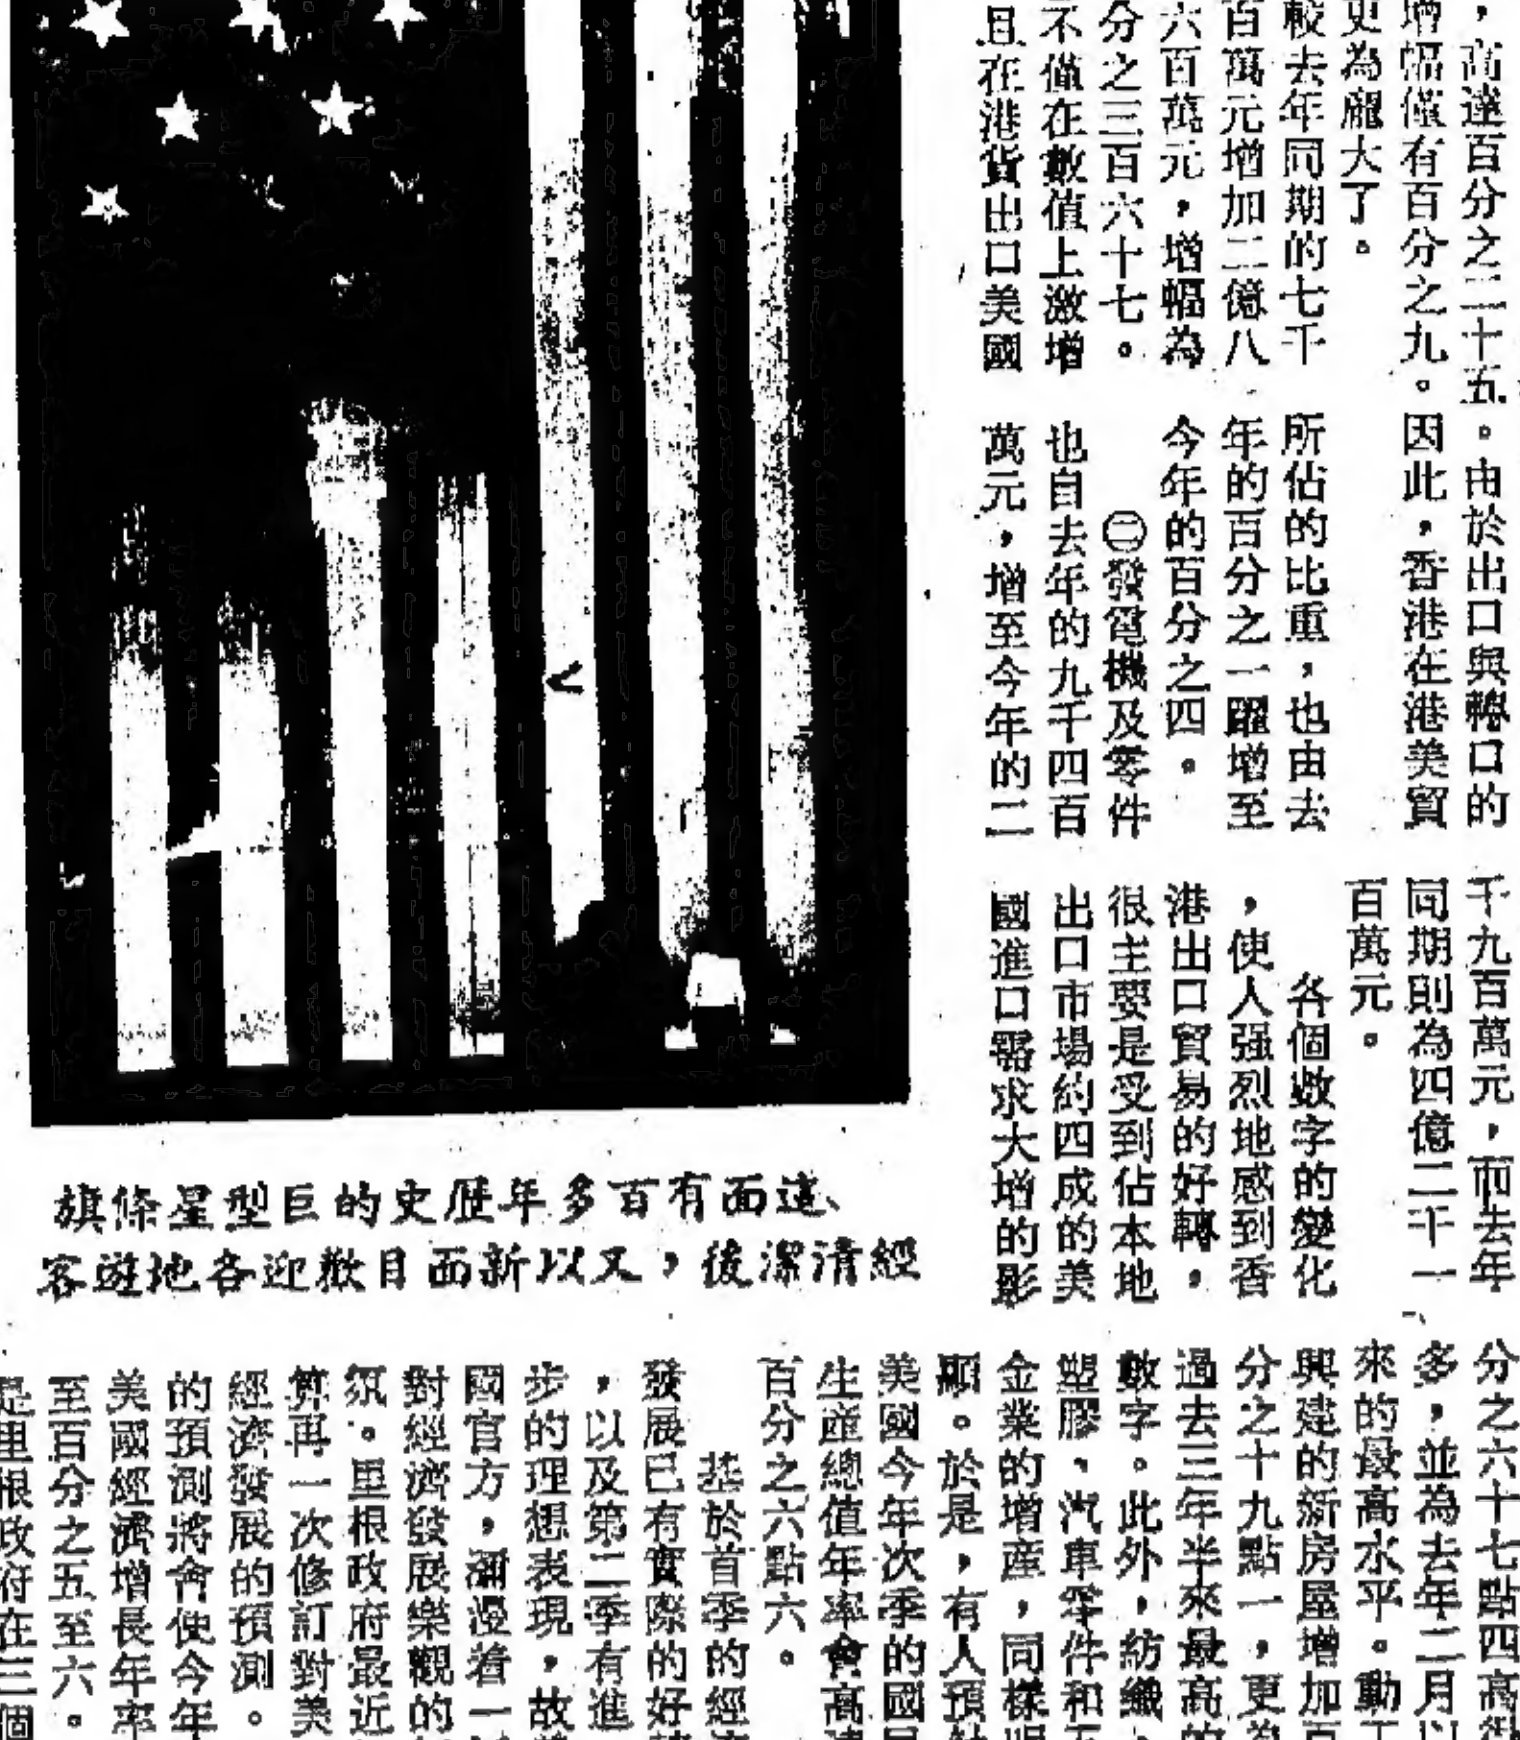 ，高達百分之二十五。由於出口與轉口的
增幅僅有百分之九。因此，香港在港美貿
更為龐大了。
較去年同期的七千
百萬元增加二億八
六百萬元，增幅為
分之三百六十七。
不僅在數值上激增
且在港貨出口美國
所佔的比重，也由去
年的百分之一躍增至
今年的百分之四。
㊁發電機及零件
也自去年的九千四百
萬元，增至今年的二
千九百萬元，而去年
同期則為四億二千一
百萬元。
各個數字的變化
，使人强烈地感到香
港出口貿易的好轉，
很主要是受到佔本地
出口市場約四成的美
國進口需求大增的影
這面有百多年歷史的巨型星條旗
經清潔後，又以新面目歡迎各地遊客
分之六十七點四高得
多，並為去年二月以
來的最高水平。動工
興建的新房屋增加百
分之十九點一，更為
過去三年半來最高的
數字。此外，紡織、
塑膠、汽車零件和
金業的增産，同樣明
顯。於是，有人預
美國今年次季的國民
生産總值年率會高達
百分之六點六。
基於首季的經濟
發展已有實際的好轉
，以及第二季有進
步的理想表現，故
國官方，瀰漫着一
對經濟發展樂觀的
氛。里根政府最近
算再一次修訂對美
經濟發展的預測。
的預測將會使今年
美國經濟增長年率
至百分之五至六。
是里根政府在三個